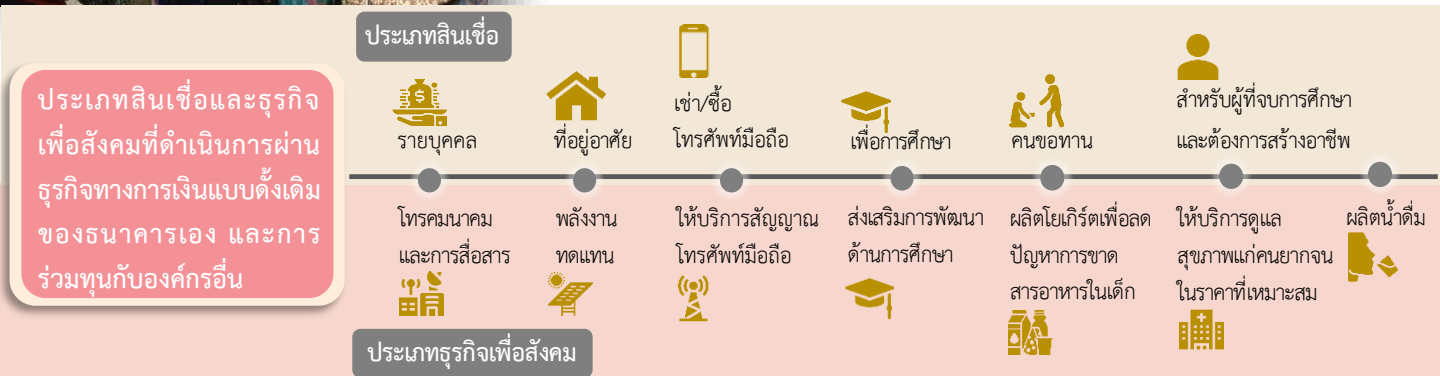 ประเภทสินเชื่อและธุรกิจ
เพื่อสังคมที่ดำเนินการผ่าน
ธุรกิจทางการเงินแบบดั้งเดิม
ของธนาคารเอง และการ
ร่วมทุนกับองค์กรอื่น
ประเภทสินเชื่อ
รายบุคคล
ที่อยู่อาศัย
เช่า/ซื้อ
โทรศัพท์มือถือ
เพื่อการศึกษา
คนขอทาน
สำหรับผู้ที่จบการศึกษา
และต้องการสร้างอาชีพ
โทรคมนาคม
และการสื่อสาร
พลังงาน
ทดแทน
ให้บริการสัญญาณ
โทรศัพท์มือถือ
ส่งเสริมการพัฒนา
ด้านการศึกษา
ผลิตโยเกิร์ตเพื่อลด
ปัญหาการขาด
สารอาหารในเด็ก
ให้บริการดูแล
สุขภาพแก่คนยากจน
ในราคาที่เหมาะสม
ผลิตน้ำดื่ม
ประเภทธุรกิจเพื่อสังคม